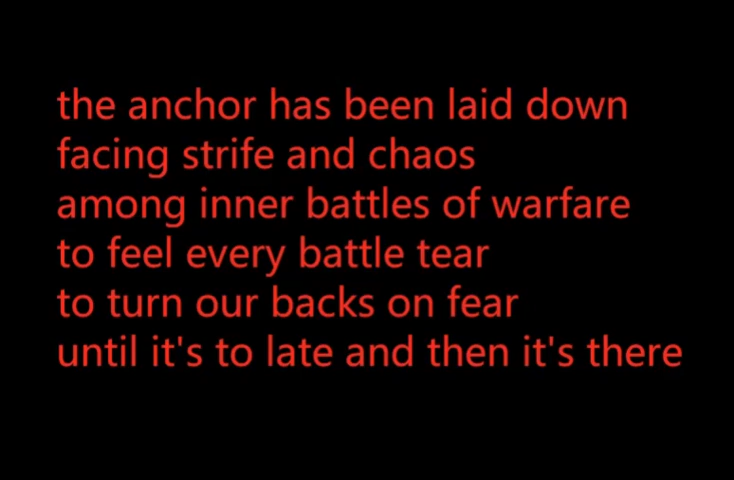 the anchor has been laid down
facing strife and chaos
among inner battles of warfare
to feel every battle tear
to turn our backs on fear
until it's to late and then it's there